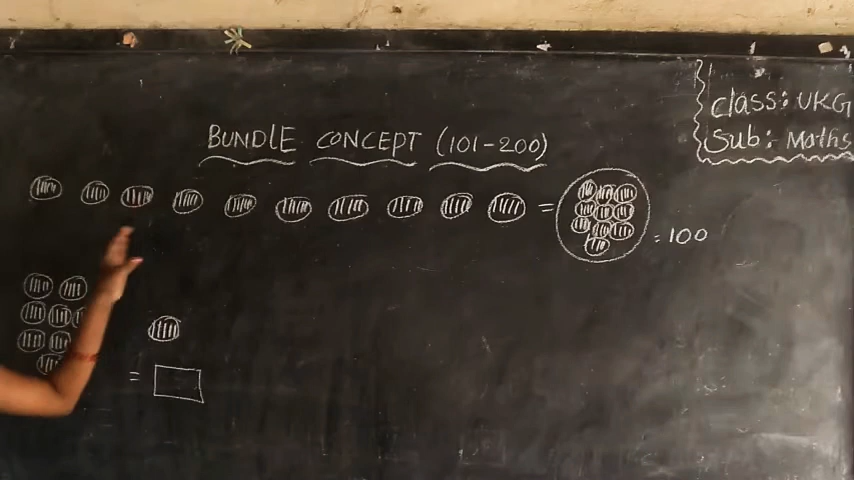 class: UKG
Sub: Maths
BUNDLE CONCEPT (101-200)
=
= 100
=